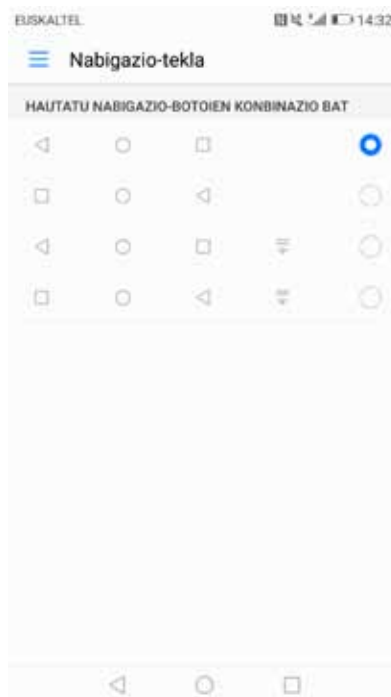 EUSKALTEL 14:32
Nabigazio-tekla
HAUTATU NABIGAZIO-BOTOIEN KONBINAZIO BAT